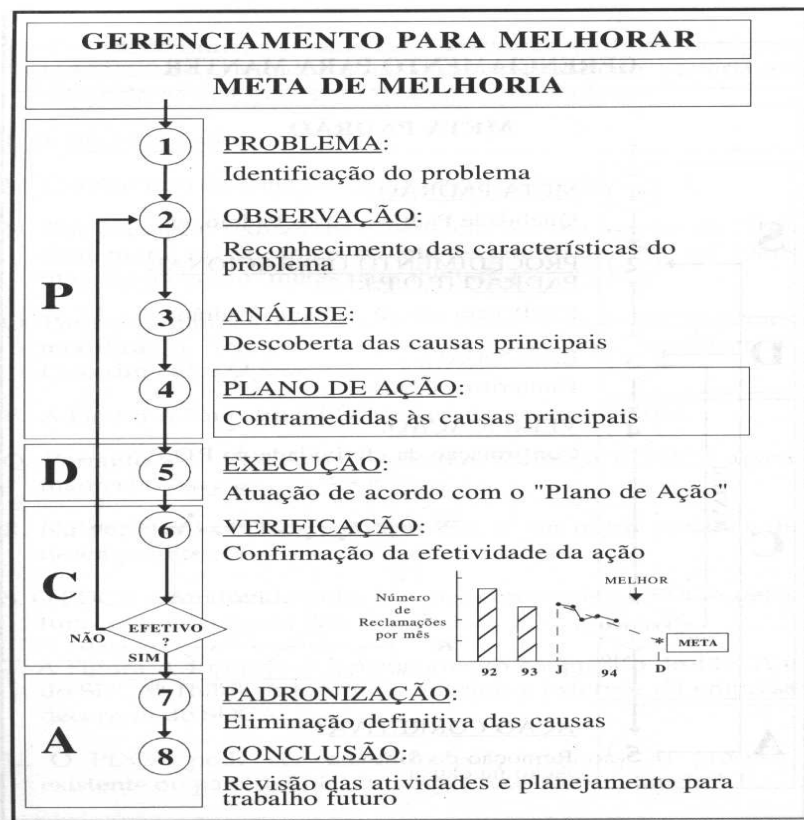 GERENCIAMENTO PARA MELHORAR
META DE MELHORIA
P
1
PROBLEMA:
Identificação do problema
2
OBSERVAÇÃO:
Reconhecimento das características do
problema
3
ANÁLISE:
Descoberta das causas principais
4
PLANO DE AÇÃO:
Contramedidas às causas principais
D
5
EXECUÇÃO:
Atuação de acordo com o "Plano de Ação"
C
6
VERIFICAÇÃO:
Confirmação da efetividade da ação
EFETIVO
?
NÃO
SIM
Número
de
Reclamações
por mês
MELHOR
META
92 93 J 94 D
A
7
PADRONIZAÇÃO:
Eliminação definitiva das causas
8
CONCLUSÃO:
Revisão das atividades e planejamento para
trabalho futuro